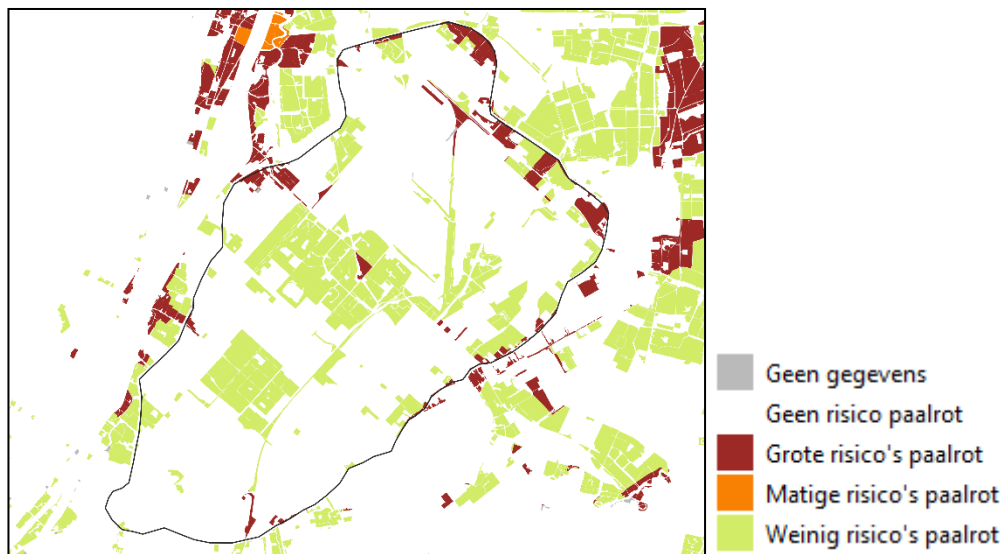 Geen gegevens
Geen risico paalrot
Grote risico's paalrot
Matige risico's paalrot
Weinig risico's paalrot